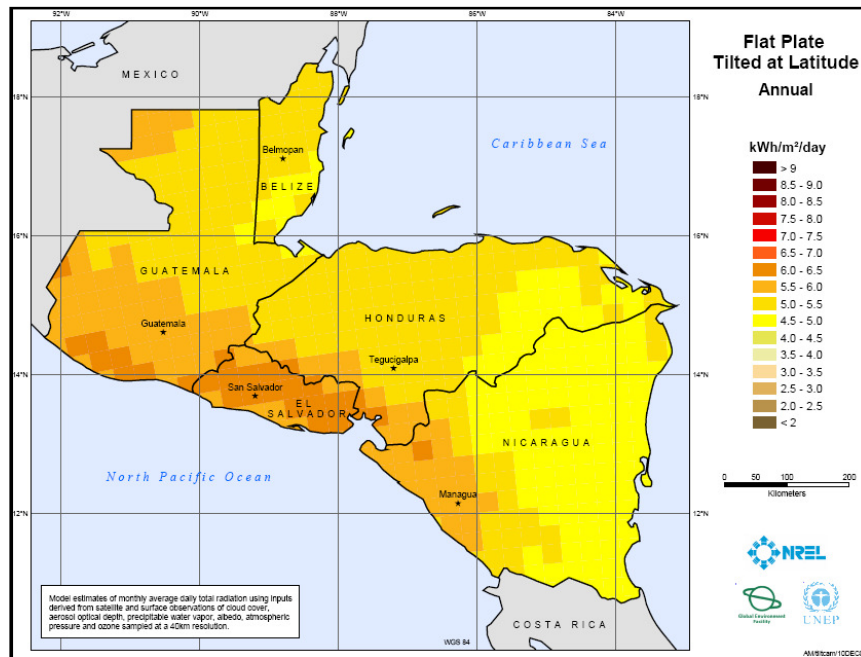 Flat Plate
Tilted at Latitude
Annual
kWh/m²/day
> 9
8.5 - 9.0
8.0 - 8.5
7.5 - 8.0
7.0 - 7.5
6.5 - 7.0
6.0 - 6.5
5.5 - 6.0
5.0 - 5.5
4.5 - 5.0
4.0 - 4.5
3.5 - 4.0
3.0 - 3.5
2.5 - 3.0
2.0 - 2.5
< 2
0 50 100 200
Kilometers
NREL
Global Environment
Facility
UNEP
92°W 90°W 88°W 86°W 84°W
18°N 18°N
16°N 16°N
14°N 14°N
12°N 12°N
MEXICO
Caribbean Sea
Belmopan
BELIZE
GUATEMALA
Guatemala
HONDURAS
Tegucigalpa
San Salvador
EL
SALVADOR
NICARAGUA
North Pacific Ocean
Managua
COSTA RICA
Model estimates of monthly average daily total radiation using inputs
derived from satellite and surface observations of cloud cover,
aerosol optical depth, precipitable water vapor, albedo, atmospheric
pressure and ozone sampled at a 40km resolution.
WGS 84